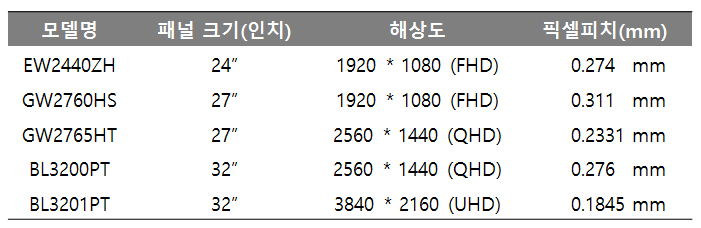 모델명 패널 크기(인치) 해상도 픽셀피치(mm)
EW2440ZH 24″ 1920 * 1080 (FHD) 0.274 mm
GW2760HS 27″ 1920 * 1080 (FHD) 0.311 mm
GW2765HT 27″ 2560 * 1440 (QHD) 0.2331 mm
BL3200PT 32″ 2560 * 1440 (QHD) 0.276 mm
BL3201PT 32″ 3840 * 2160 (UHD) 0.1845 mm